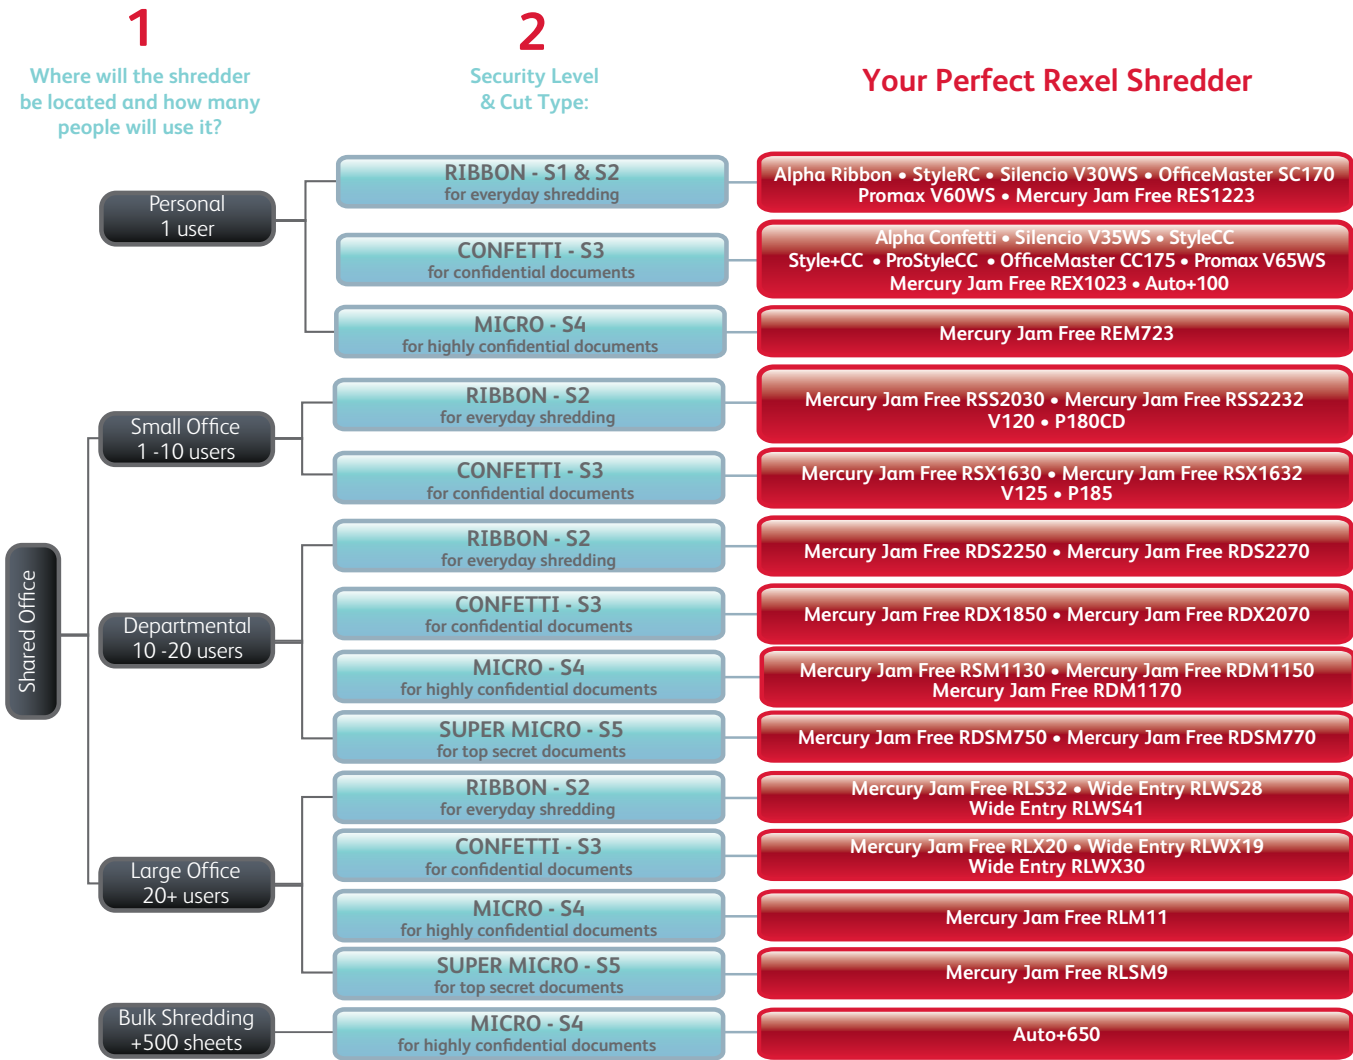 1
Where will the shredder
be located and how many
people will use it?
2
Security Level
& Cut Type:
Your Perfect Rexel Shredder
Personal
1 user
RIBBON - S1 & S2
for everyday shredding
Alpha Ribbon • StyleRC • Silencio V30WS • OfficeMaster SC170
Promax V60WS • Mercury Jam Free RES1223
CONFETTI - S3
for confidential documents
Alpha Confetti • Silencio V35WS • StyleCC
Style+CC • ProStyleCC • OfficeMaster CC175 • Promax V65WS
Mercury Jam Free REX1023 • Auto+100
MICRO - S4
for highly confidential documents
Mercury Jam Free REM723
Shared Office
Small Office
1 -10 users
RIBBON - S2
for everyday shredding
Mercury Jam Free RSS2030 • Mercury Jam Free RSS2232
V120 • P180CD
CONFETTI - S3
for confidential documents
Mercury Jam Free RSX1630 • Mercury Jam Free RSX1632
V125 • P185
Departmental
10 -20 users
RIBBON - S2
for everyday shredding
Mercury Jam Free RDS2250 • Mercury Jam Free RDS2270
CONFETTI - S3
for confidential documents
Mercury Jam Free RDX1850 • Mercury Jam Free RDX2070
MICRO - S4
for highly confidential documents
Mercury Jam Free RSM1130 • Mercury Jam Free RDM1150
Mercury Jam Free RDM1170
SUPER MICRO - S5
for top secret documents
Mercury Jam Free RDSM750 • Mercury Jam Free RDSM770
Large Office
20+ users
RIBBON - S2
for everyday shredding
Mercury Jam Free RLS32 • Wide Entry RLWS28
Wide Entry RLWS41
CONFETTI - S3
for confidential documents
Mercury Jam Free RLX20 • Wide Entry RLWX19
Wide Entry RLWX30
MICRO - S4
for highly confidential documents
Mercury Jam Free RLM11
SUPER MICRO - S5
for top secret documents
Mercury Jam Free RLSM9
Bulk Shredding
+500 sheets
MICRO - S4
for highly confidential documents
Auto+650